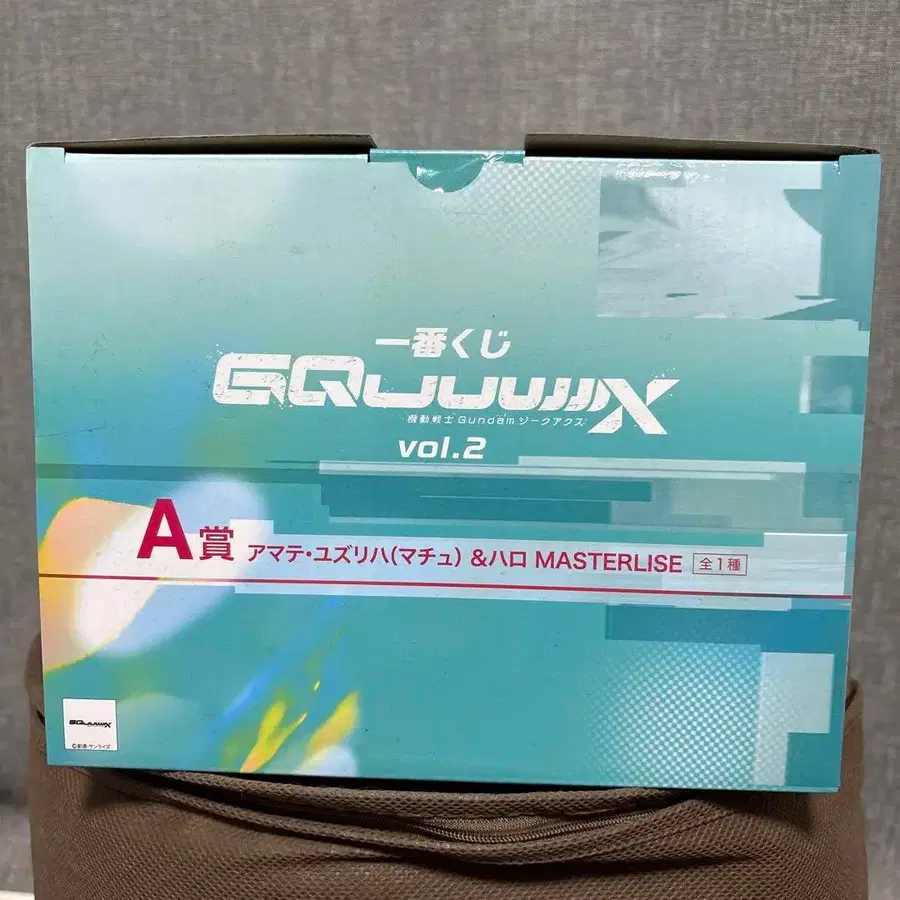 一番くじ
GQuuuuuuX
機動戦士Gundamジークアクス
vol.2
A賞 アマテ・ユズリハ(マチュ) &ハロ MASTERLISE 全1種
GQuuuuuuX
©創通・サンライズ